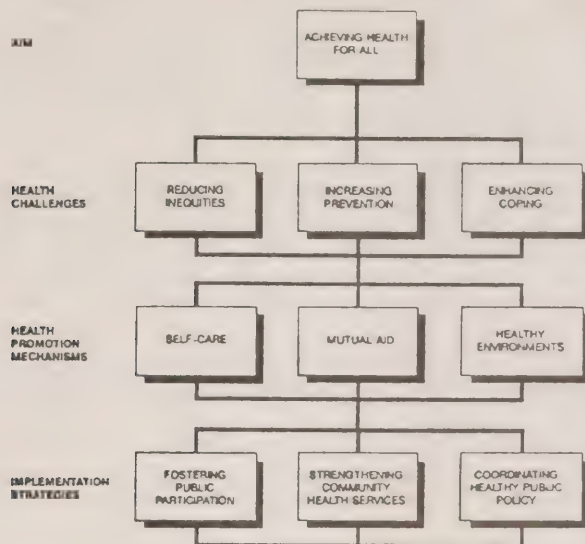 AIM
ACHIEVING HEALTH
FOR ALL
HEALTH
CHALLENGES
REDUCING
INEQUITIES
INCREASING
PREVENTION
ENHANCING
COPING
HEALTH
PROMOTION
MECHANISMS
SELF-CARE
MUTUAL AID
HEALTHY
ENVIRONMENTS
IMPLEMENTATION
STRATEGIES
FOSTERING
PUBLIC
PARTICIPATION
STRENGTHENING
COMMUNITY
HEALTH SERVICES
COORDINATING
HEALTHY PUBLIC
POLICY